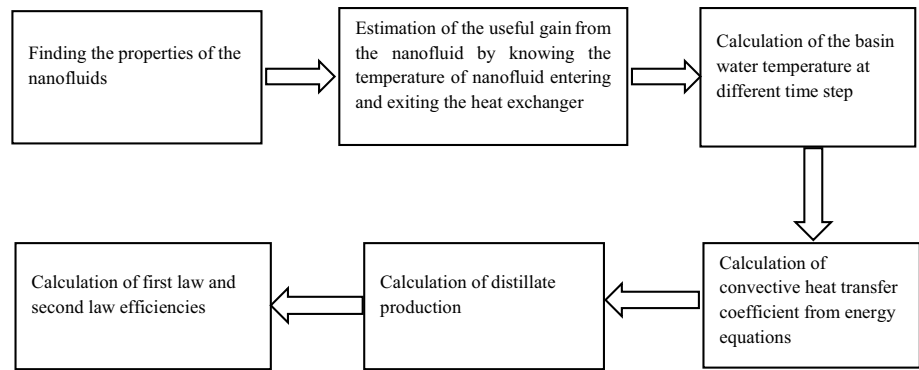 Finding the properties of the
nanofluids
Estimation of the useful gain from
the nanofluid by knowing the
temperature of nanofluid entering
and exiting the heat exchanger
Calculation of the basin
water temperature at
different time step
Calculation of
convective heat transfer
coefficient from energy
equations
Calculation of distillate
production
Calculation of first law and
second law efficiencies